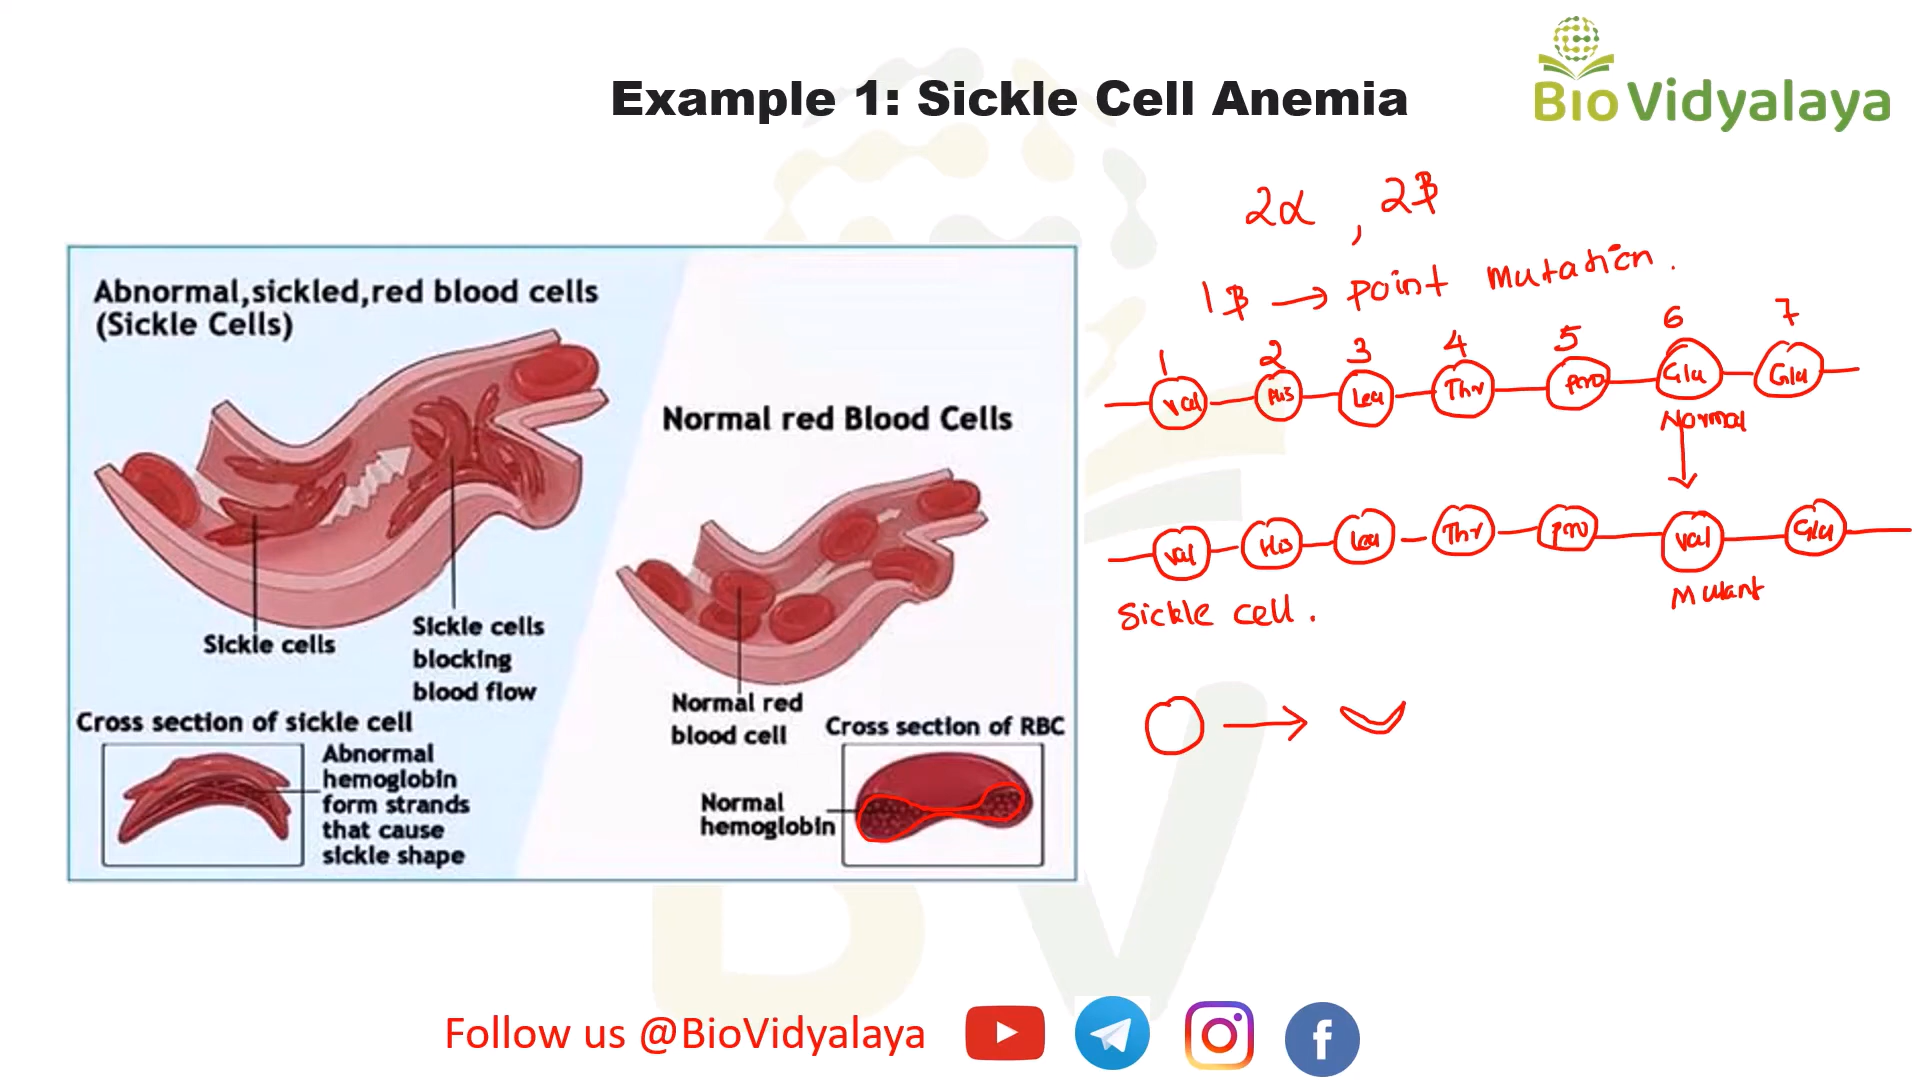 Example 1: Sickle Cell Anemia
Bio Vidyalaya
2α , 2β
1β → Point Mutation.
1 2 3 4 5 6 7
Val His Leu Thr Pro Glu Glu
Normal
Val His Leu Thr Pro Val Glu
Mutant
Sickle cell.
Abnormal,sickled,red blood cells
(Sickle Cells)
Sickle cells
Sickle cells
blocking
blood flow
Cross section of sickle cell
Abnormal
hemoglobin
form strands
that cause
sickle shape
Normal red Blood Cells
Normal red
blood cell
Cross section of RBC
Normal
hemoglobin
BV
Follow us @BioVidyalaya